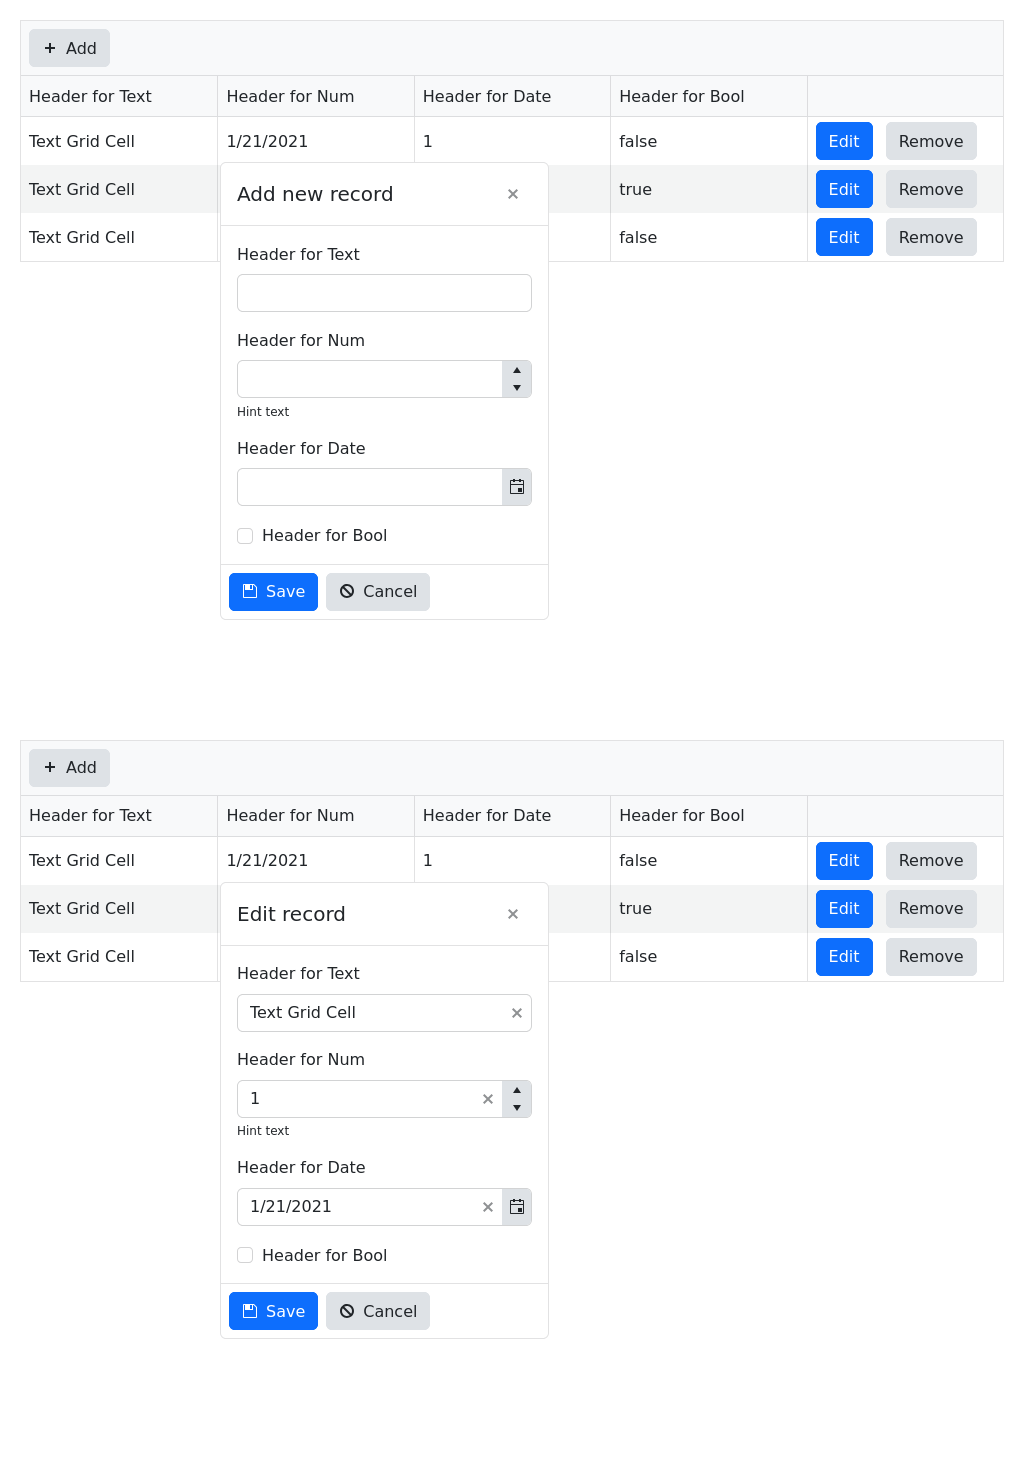 Add
Header for Text Header for Num Header for Date Header for Bool
Text Grid Cell 1/21/2021 1 false Edit Remove
Text Grid Cell true Edit Remove
Text Grid Cell false Edit Remove
Add new record
Header for Text
Header for Num
Hint text
Header for Date
Header for Bool
Save Cancel
Add
Header for Text Header for Num Header for Date Header for Bool
Text Grid Cell 1/21/2021 1 false Edit Remove
Text Grid Cell true Edit Remove
Text Grid Cell false Edit Remove
Edit record
Header for Text
Text Grid Cell
Header for Num
1
Hint text
Header for Date
1/21/2021
Header for Bool
Save Cancel